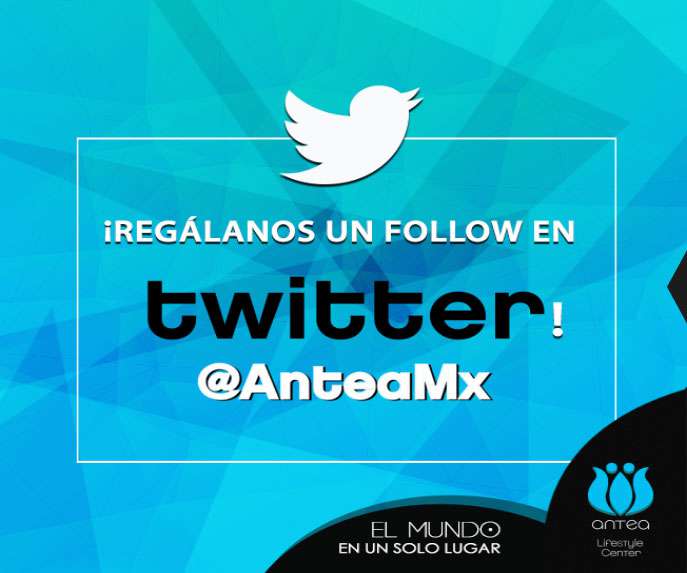 ¡REGÁLANOS UN FOLLOW EN
twitter!
@AnteaMx
EL MUNDO
EN UN SOLO LUGAR
antea
Lifestyle
Center